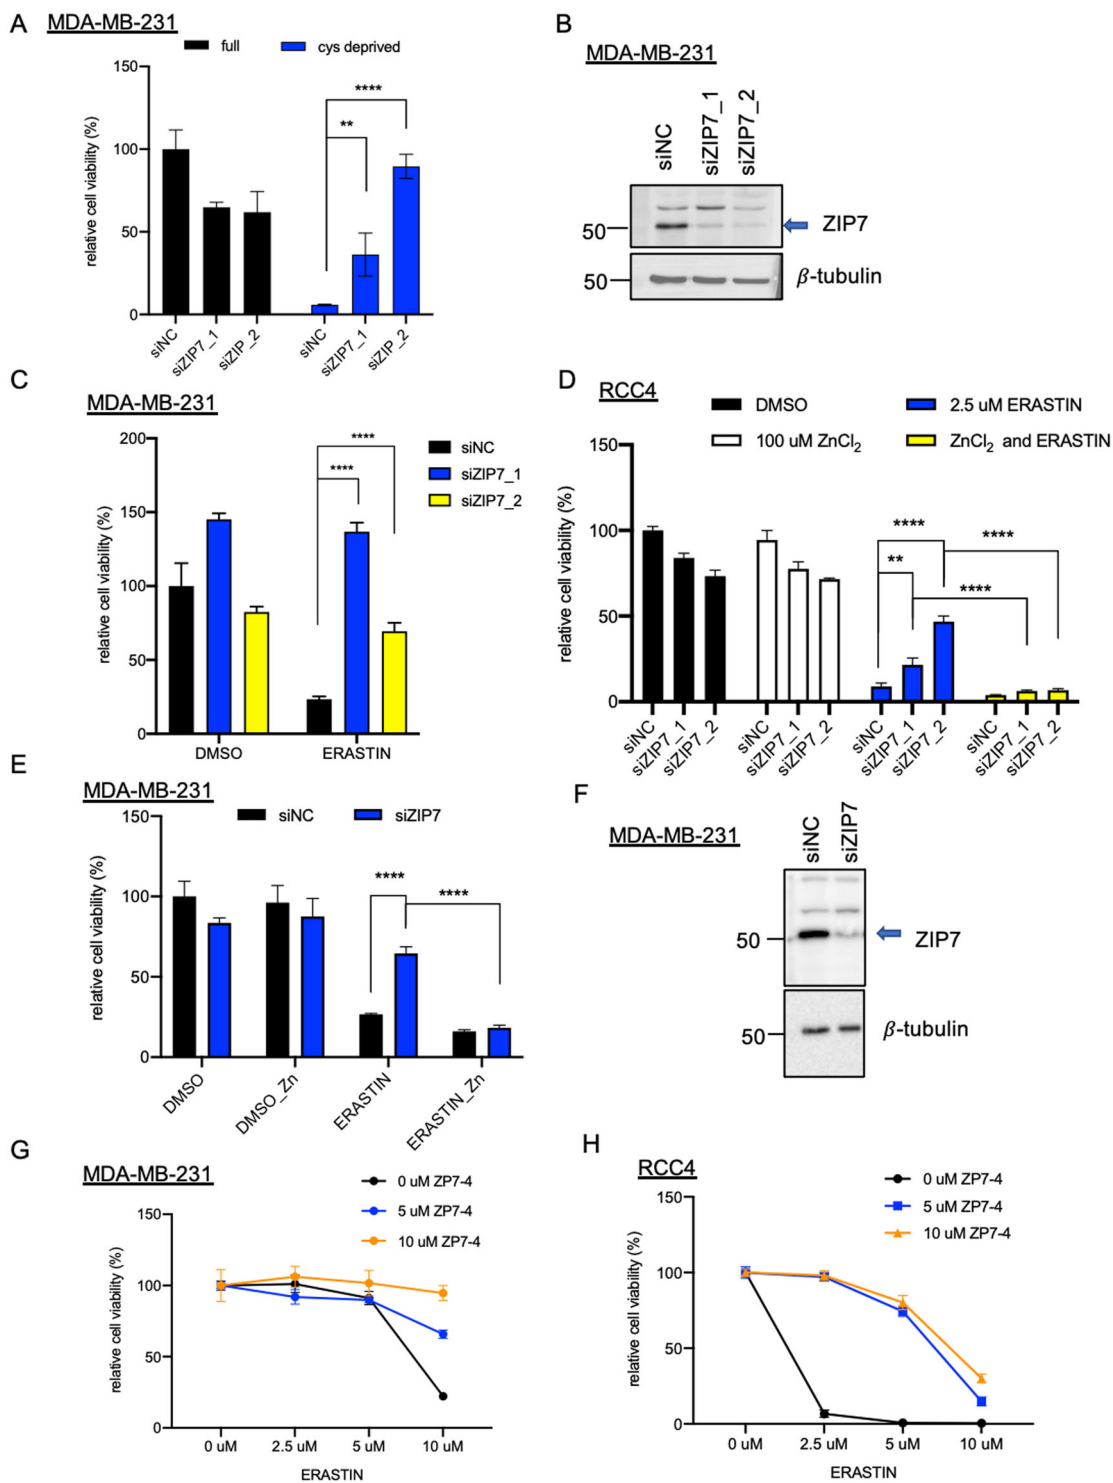 A
MDA-MB-231
full
cys deprived
relative cell viability (%)
150
100
50
0
**
****
siNC
siZIP7_1
siZIP_2
siNC
siZIP7_1
siZIP_2
B
MDA-MB-231
siNC
siZIP7_1
siZIP7_2
50
ZIP7
50
β-tubulin
C
MDA-MB-231
relative cell viability (%)
200
150
100
50
0
****
****
siNC
siZIP7_1
siZIP7_2
DMSO
ERASTIN
D
RCC4
DMSO
2.5 uM ERASTIN
100 uM ZnCl2
ZnCl2 and ERASTIN
relative cell viability (%)
150
100
50
0
****
****
**
****
siNC
siZIP7_1
siZIP7_2
siNC
siZIP7_1
siZIP7_2
siNC
siZIP7_1
siZIP7_2
siNC
siZIP7_1
siZIP7_2
E
MDA-MB-231
siNC
siZIP7
relative cell viability (%)
150
100
50
0
****
****
DMSO
DMSO_Zn
ERASTIN
ERASTIN_Zn
F
MDA-MB-231
siNC
siZIP7
50
ZIP7
50
β-tubulin
G
MDA-MB-231
0 uM ZP7-4
5 uM ZP7-4
10 uM ZP7-4
relative cell viability (%)
150
100
50
0
0 uM
2.5 uM
5 uM
10 uM
ERASTIN
H
RCC4
0 uM ZP7-4
5 uM ZP7-4
10 uM ZP7-4
relative cell viability (%)
150
100
50
0
0 uM
2.5 uM
5 uM
10 uM
ERASTIN